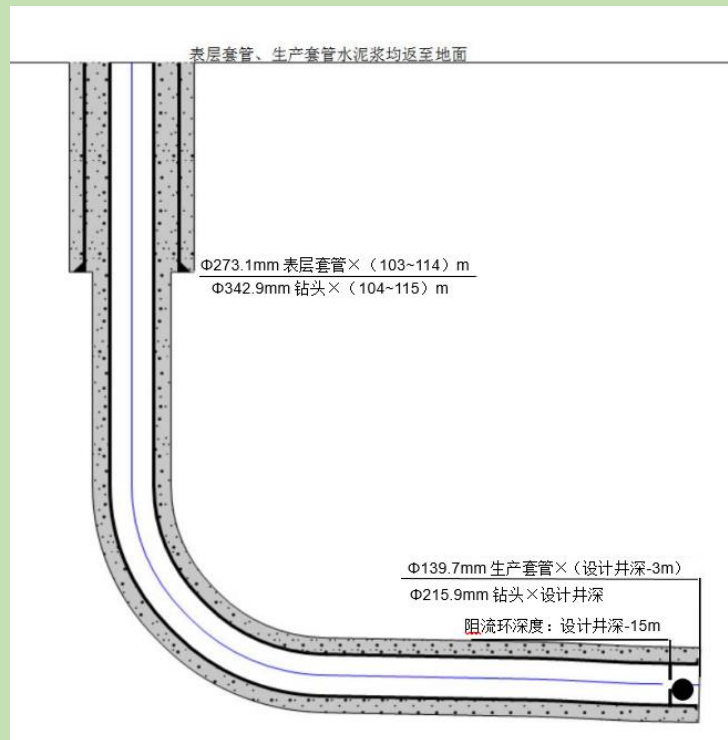 表层套管、生产套管水泥浆均返至地面
Φ273.1mm 表层套管×（103~114）m
Φ342.9mm 钻头×（104~115）m
Φ139.7mm 生产套管×（设计井深-3m）
Φ215.9mm 钻头×设计井深
阻流环深度：设计井深-15m